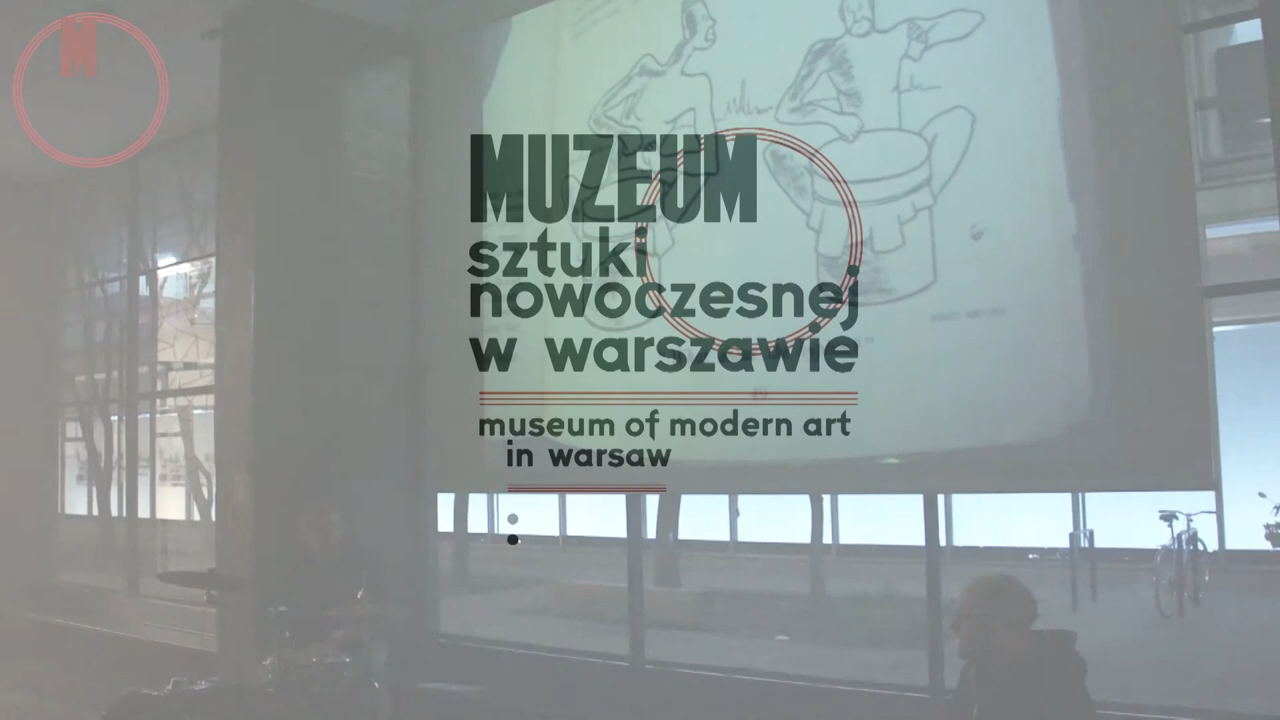 M
MUZEUM
sztuki
nowoczesnej
w warszawie
museum of modern art
in warsaw